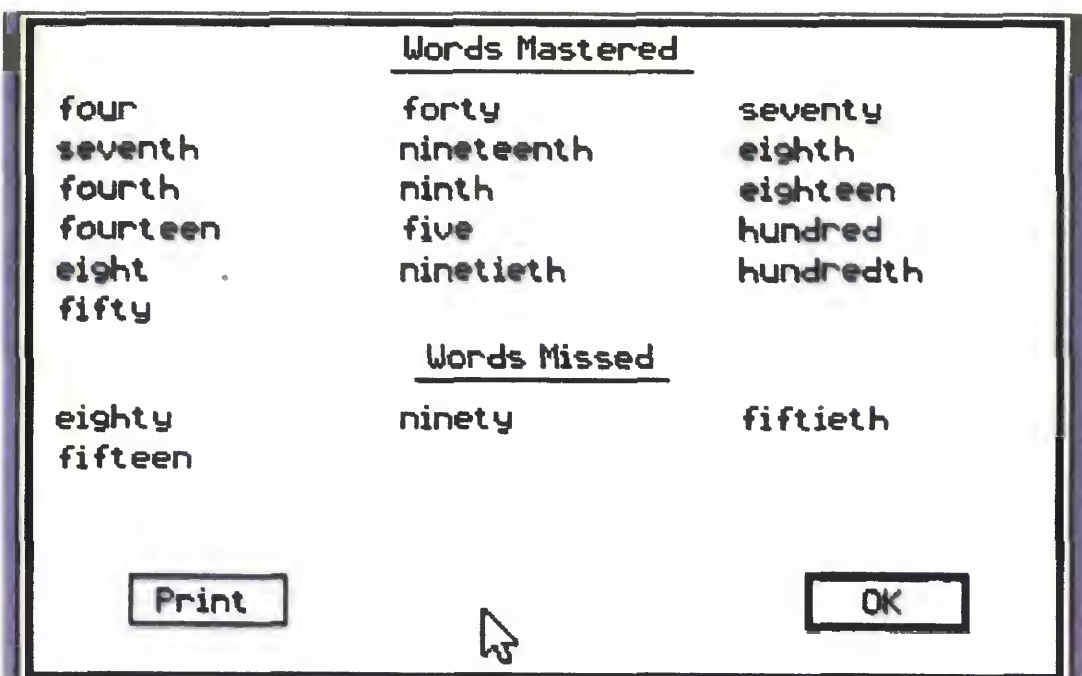 Words Mastered
four forty seventy
seventh nineteenth eighth
fourth ninth eighteen
fourteen five hundred
eight ninetieth hundredth
fifty
Words Missed
eighty ninety fiftieth
fifteen
Print OK